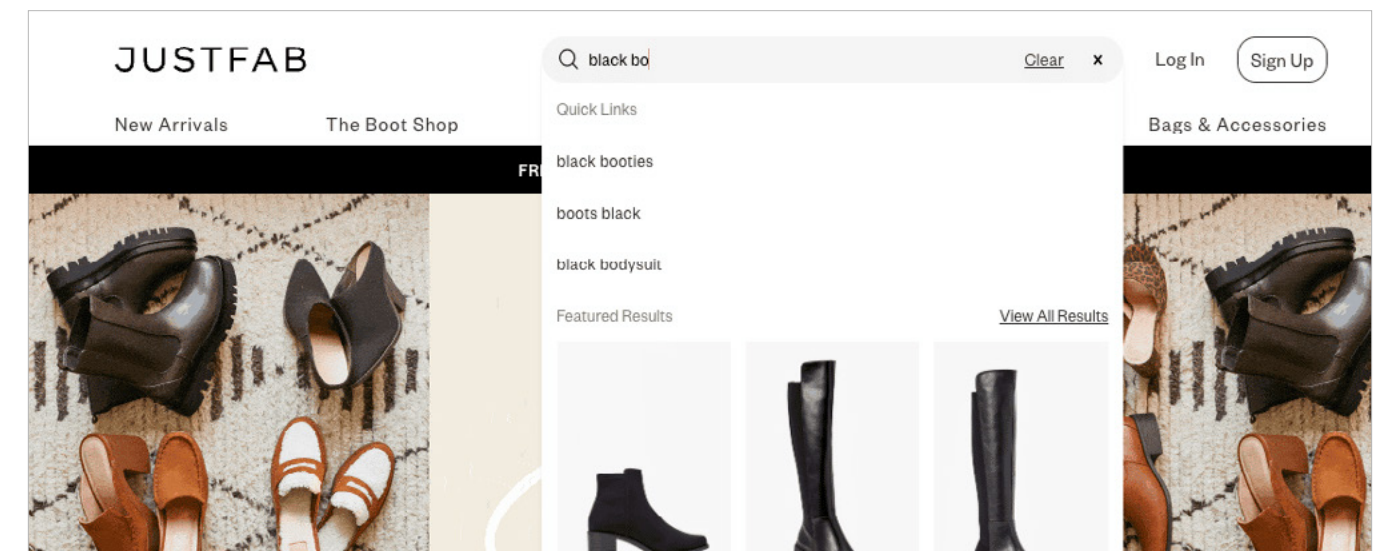 JUSTFAB
black bo
Clear
x
Log In
Sign Up
New Arrivals
The Boot Shop
Bags & Accessories
Quick Links
black booties
boots black
black bodysuit
Featured Results
View All Results